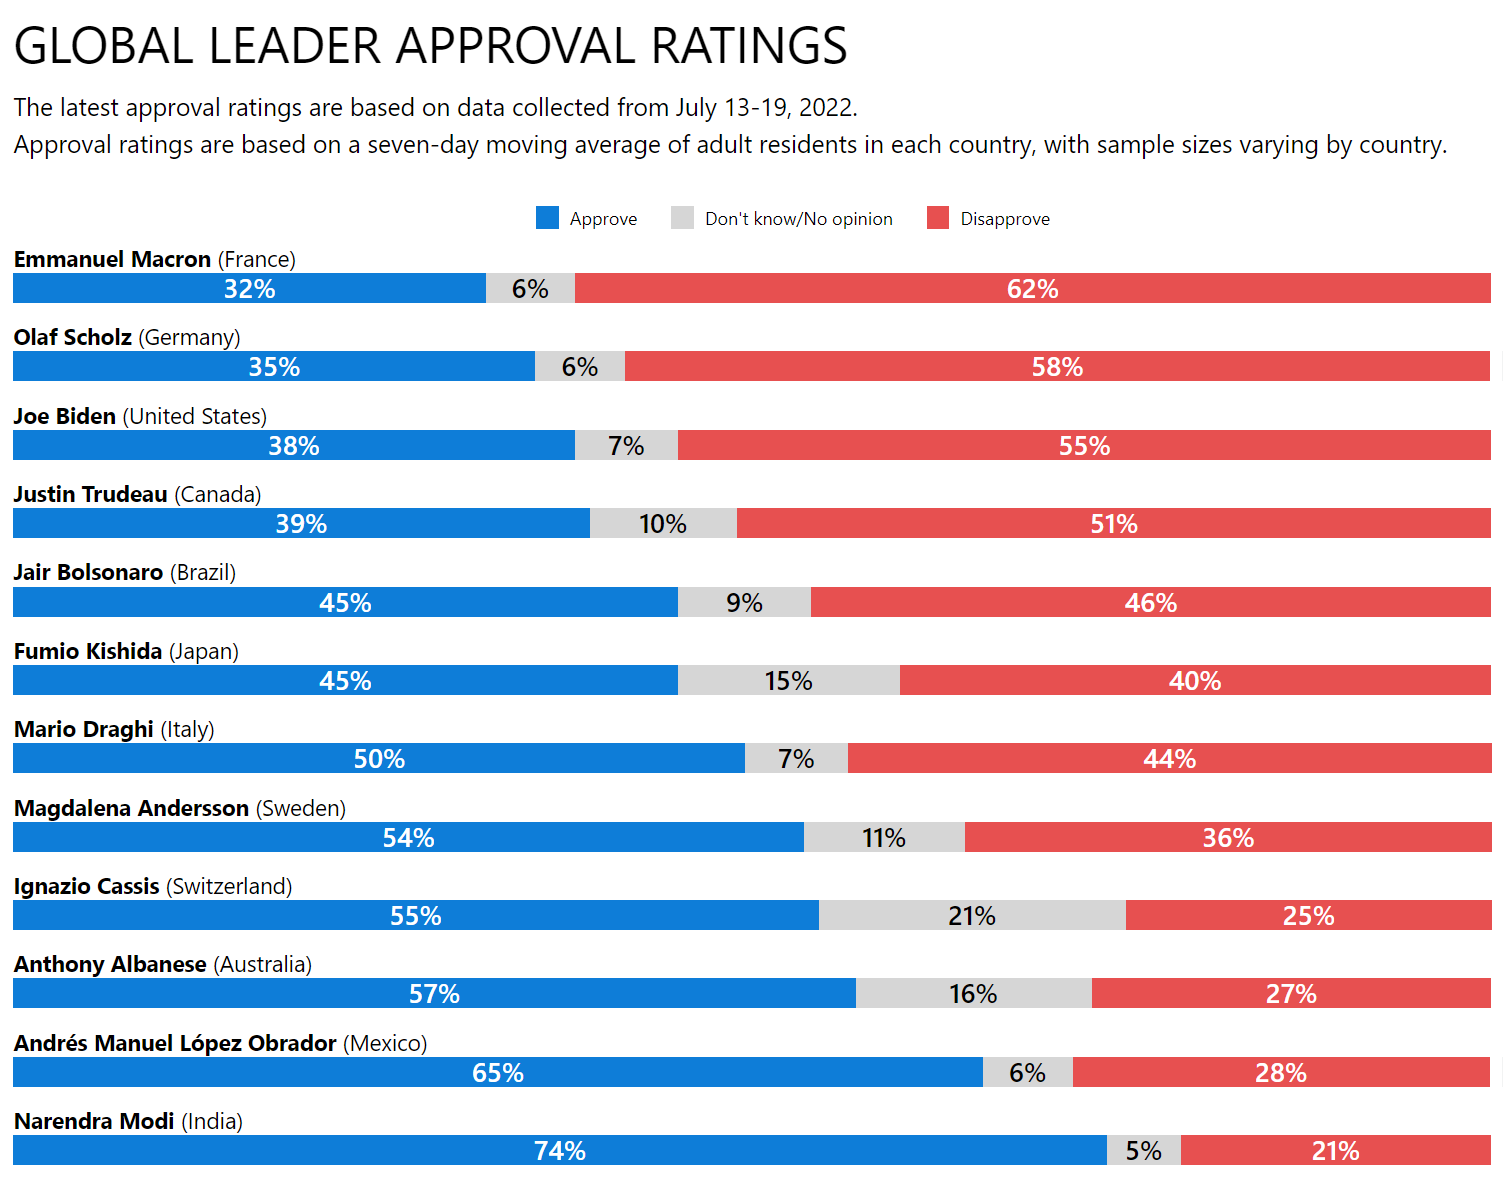 GLOBAL LEADER APPROVAL RATINGS
The latest approval ratings are based on data collected from July 13-19, 2022.
Approval ratings are based on a seven-day moving average of adult residents in each country, with sample sizes varying by country.
Approve Don't know/No opinion Disapprove
Emmanuel Macron (France)
32% 6% 62%
Olaf Scholz (Germany)
35% 6% 58%
Joe Biden (United States)
38% 7% 55%
Justin Trudeau (Canada)
39% 10% 51%
Jair Bolsonaro (Brazil)
45% 9% 46%
Fumio Kishida (Japan)
45% 15% 40%
Mario Draghi (Italy)
50% 7% 44%
Magdalena Andersson (Sweden)
54% 11% 36%
Ignazio Cassis (Switzerland)
55% 21% 25%
Anthony Albanese (Australia)
57% 16% 27%
Andrés Manuel López Obrador (Mexico)
65% 6% 28%
Narendra Modi (India)
74% 5% 21%